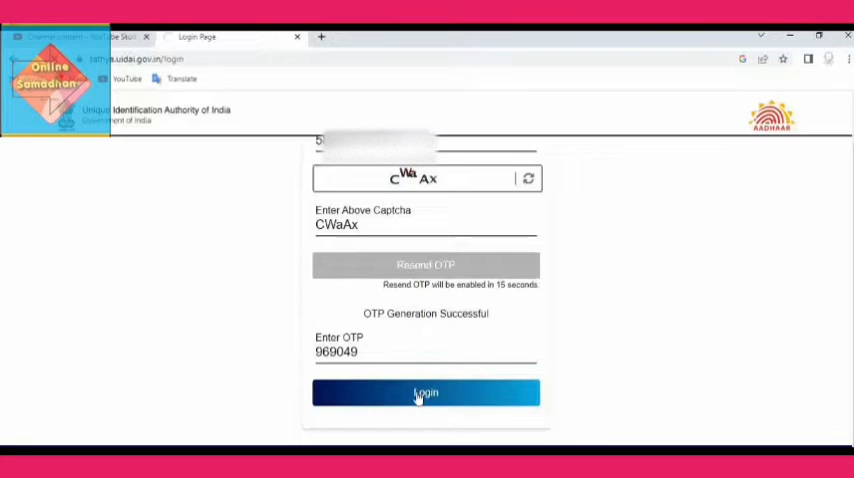 Login Page
Online
Samadhan
tathya.uidai.gov.in/login
YouTube
Translate
Unique Identification Authority of India
Government of India
AADHAAR
5
CWaAx
Enter Above Captcha
CWaAx
Resend OTP
Resend OTP will be enabled in 15 seconds.
OTP Generation Successful
Enter OTP
969049
Login